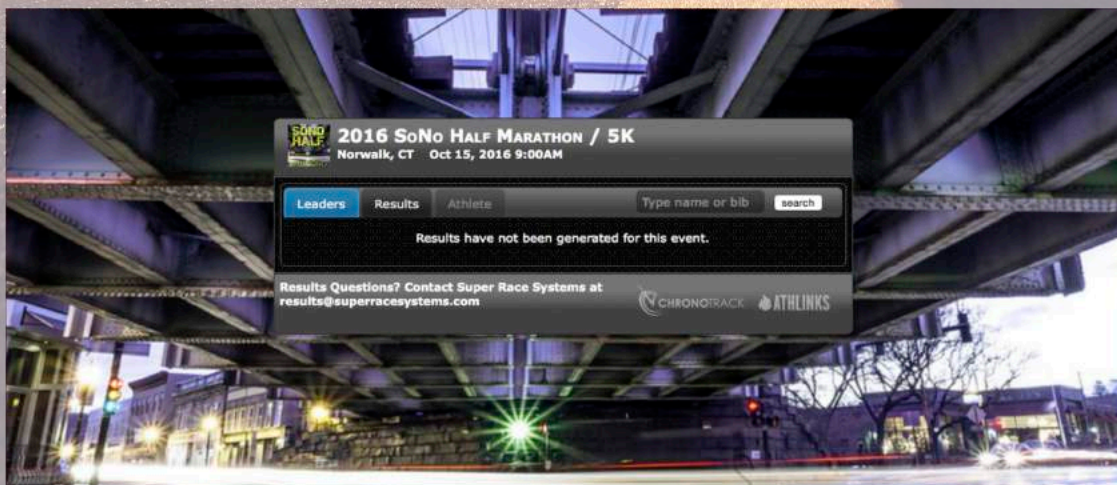 SONO
HALF
2016 SoNo Half Marathon / 5K
Norwalk, CT Oct 15, 2016 9:00AM
Leaders Results Athlete Type name or bib search
Results have not been generated for this event.
Results Questions? Contact Super Race Systems at
results@superracesystems.com
CHRONOTRACK ATHLINKS